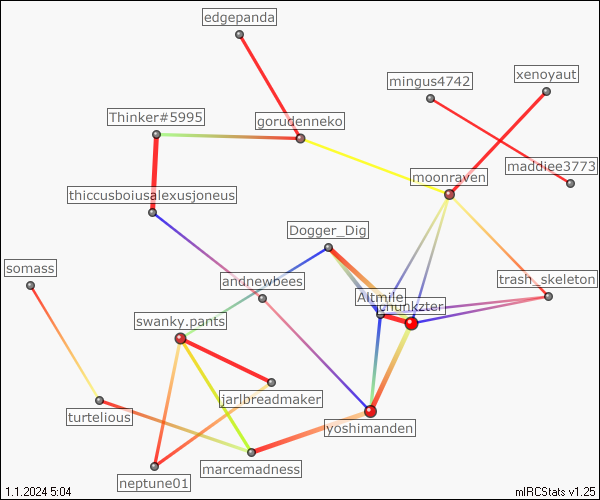 edgepanda
mingus4742
xenoyaut
Thinker#5995
gorudenneko
maddiee3773
moonraven
thiccusboiusalexusjoneus
Dogger_Dig
somass
andnewbees
trash_skeleton
Altmile
chunkzter
swanky.pants
jarlbreadmaker
turtelious
yoshimanden
marcemadness
neptune01
1.1.2024 5:04
mIRCStats v1.25